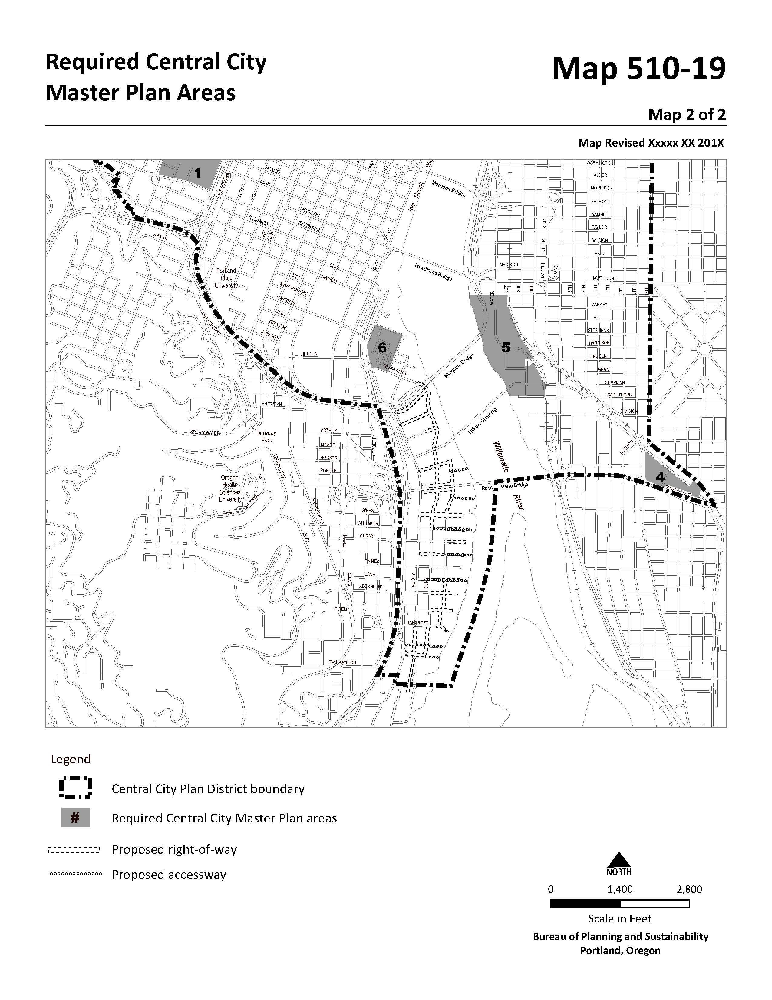 Required Central City
Master Plan Areas
Map 510-19
Map 2 of 2
Map Revised Xxxxx XX 201X
1
I-405 FREEWAY
12TH
11TH
SALMON
MAIN
MADISON
JEFFERSON
COLUMBIA
9TH
PARK
3RD
2ND
1ST
Tom McCall
Morrison Bridge
PKWY
NAITO
Hawthorne Bridge
WASHINGTON
ALDER
MORRISON
BELMONT
YAMHILL
TAYLOR
SALMON
MAIN
MADISON
HAWTHORNE
MARTIN
LUTHER
KING
GRAND
WATER
1ST
2ND
3RD
6TH
7TH
8TH
9TH
10TH
11TH
12TH
MARKET
MILL
STEPHENS
HARRISON
LINCOLN
GRANT
SHERMAN
CARUTHERS
DIVISION
CLINTON
HWY 26
Portland
State
University
CLAY
MARKET
MILL
MONTGOMERY
HARRISON
HALL
COLLEGE
JACKSON
I-405 FREEWAY
LINCOLN
6
RIVER PKWY
5
Marquam Bridge
Tilikum Crossing
SHERIDAN
BROADWAY DR
Duniway
Park
ARTHUR
MEADE
HOOKER
PORTER
CORBETT
TERWILLIGER
BLVD
BARBUR BLVD
Oregon
Health
Sciences
University
SAM
JACKSON
RD
Willamette
River
Ross Island Bridge
4
POWELL BLVD
GIBBS
WHITAKER
CURRY
FRONT
GAINES
LANE
WATER
ABERNETHY
MOODY
BOND
LOWELL
BANCROFT
SW HAMILTON
Legend
Central City Plan District boundary
#
Required Central City Master Plan areas
Proposed right-of-way
Proposed accessway
NORTH
0 1,400 2,800
Scale in Feet
Bureau of Planning and Sustainability
Portland, Oregon